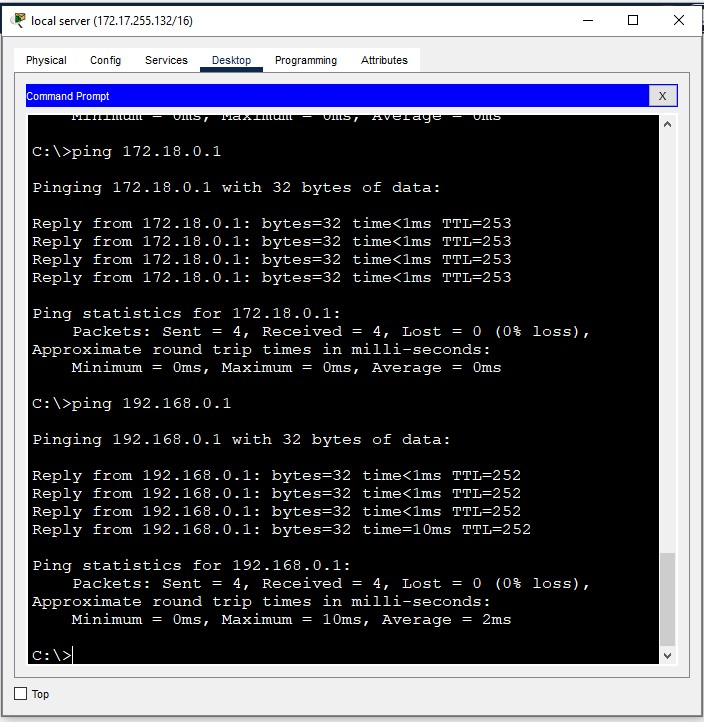 local server (172.17.255.132/16)
Physical Config Services Desktop Programming Attributes
Command Prompt X
Minimum = 0ms, Maximum = 0ms, Average = 0ms
C:\>ping 172.18.0.1
Pinging 172.18.0.1 with 32 bytes of data:
Reply from 172.18.0.1: bytes=32 time<1ms TTL=253
Reply from 172.18.0.1: bytes=32 time<1ms TTL=253
Reply from 172.18.0.1: bytes=32 time<1ms TTL=253
Reply from 172.18.0.1: bytes=32 time<1ms TTL=253
Ping statistics for 172.18.0.1:
Packets: Sent = 4, Received = 4, Lost = 0 (0% loss),
Approximate round trip times in milli-seconds:
Minimum = 0ms, Maximum = 0ms, Average = 0ms
C:\>ping 192.168.0.1
Pinging 192.168.0.1 with 32 bytes of data:
Reply from 192.168.0.1: bytes=32 time<1ms TTL=252
Reply from 192.168.0.1: bytes=32 time<1ms TTL=252
Reply from 192.168.0.1: bytes=32 time<1ms TTL=252
Reply from 192.168.0.1: bytes=32 time=10ms TTL=252
Ping statistics for 192.168.0.1:
Packets: Sent = 4, Received = 4, Lost = 0 (0% loss),
Approximate round trip times in milli-seconds:
Minimum = 0ms, Maximum = 10ms, Average = 2ms
C:\>
Top